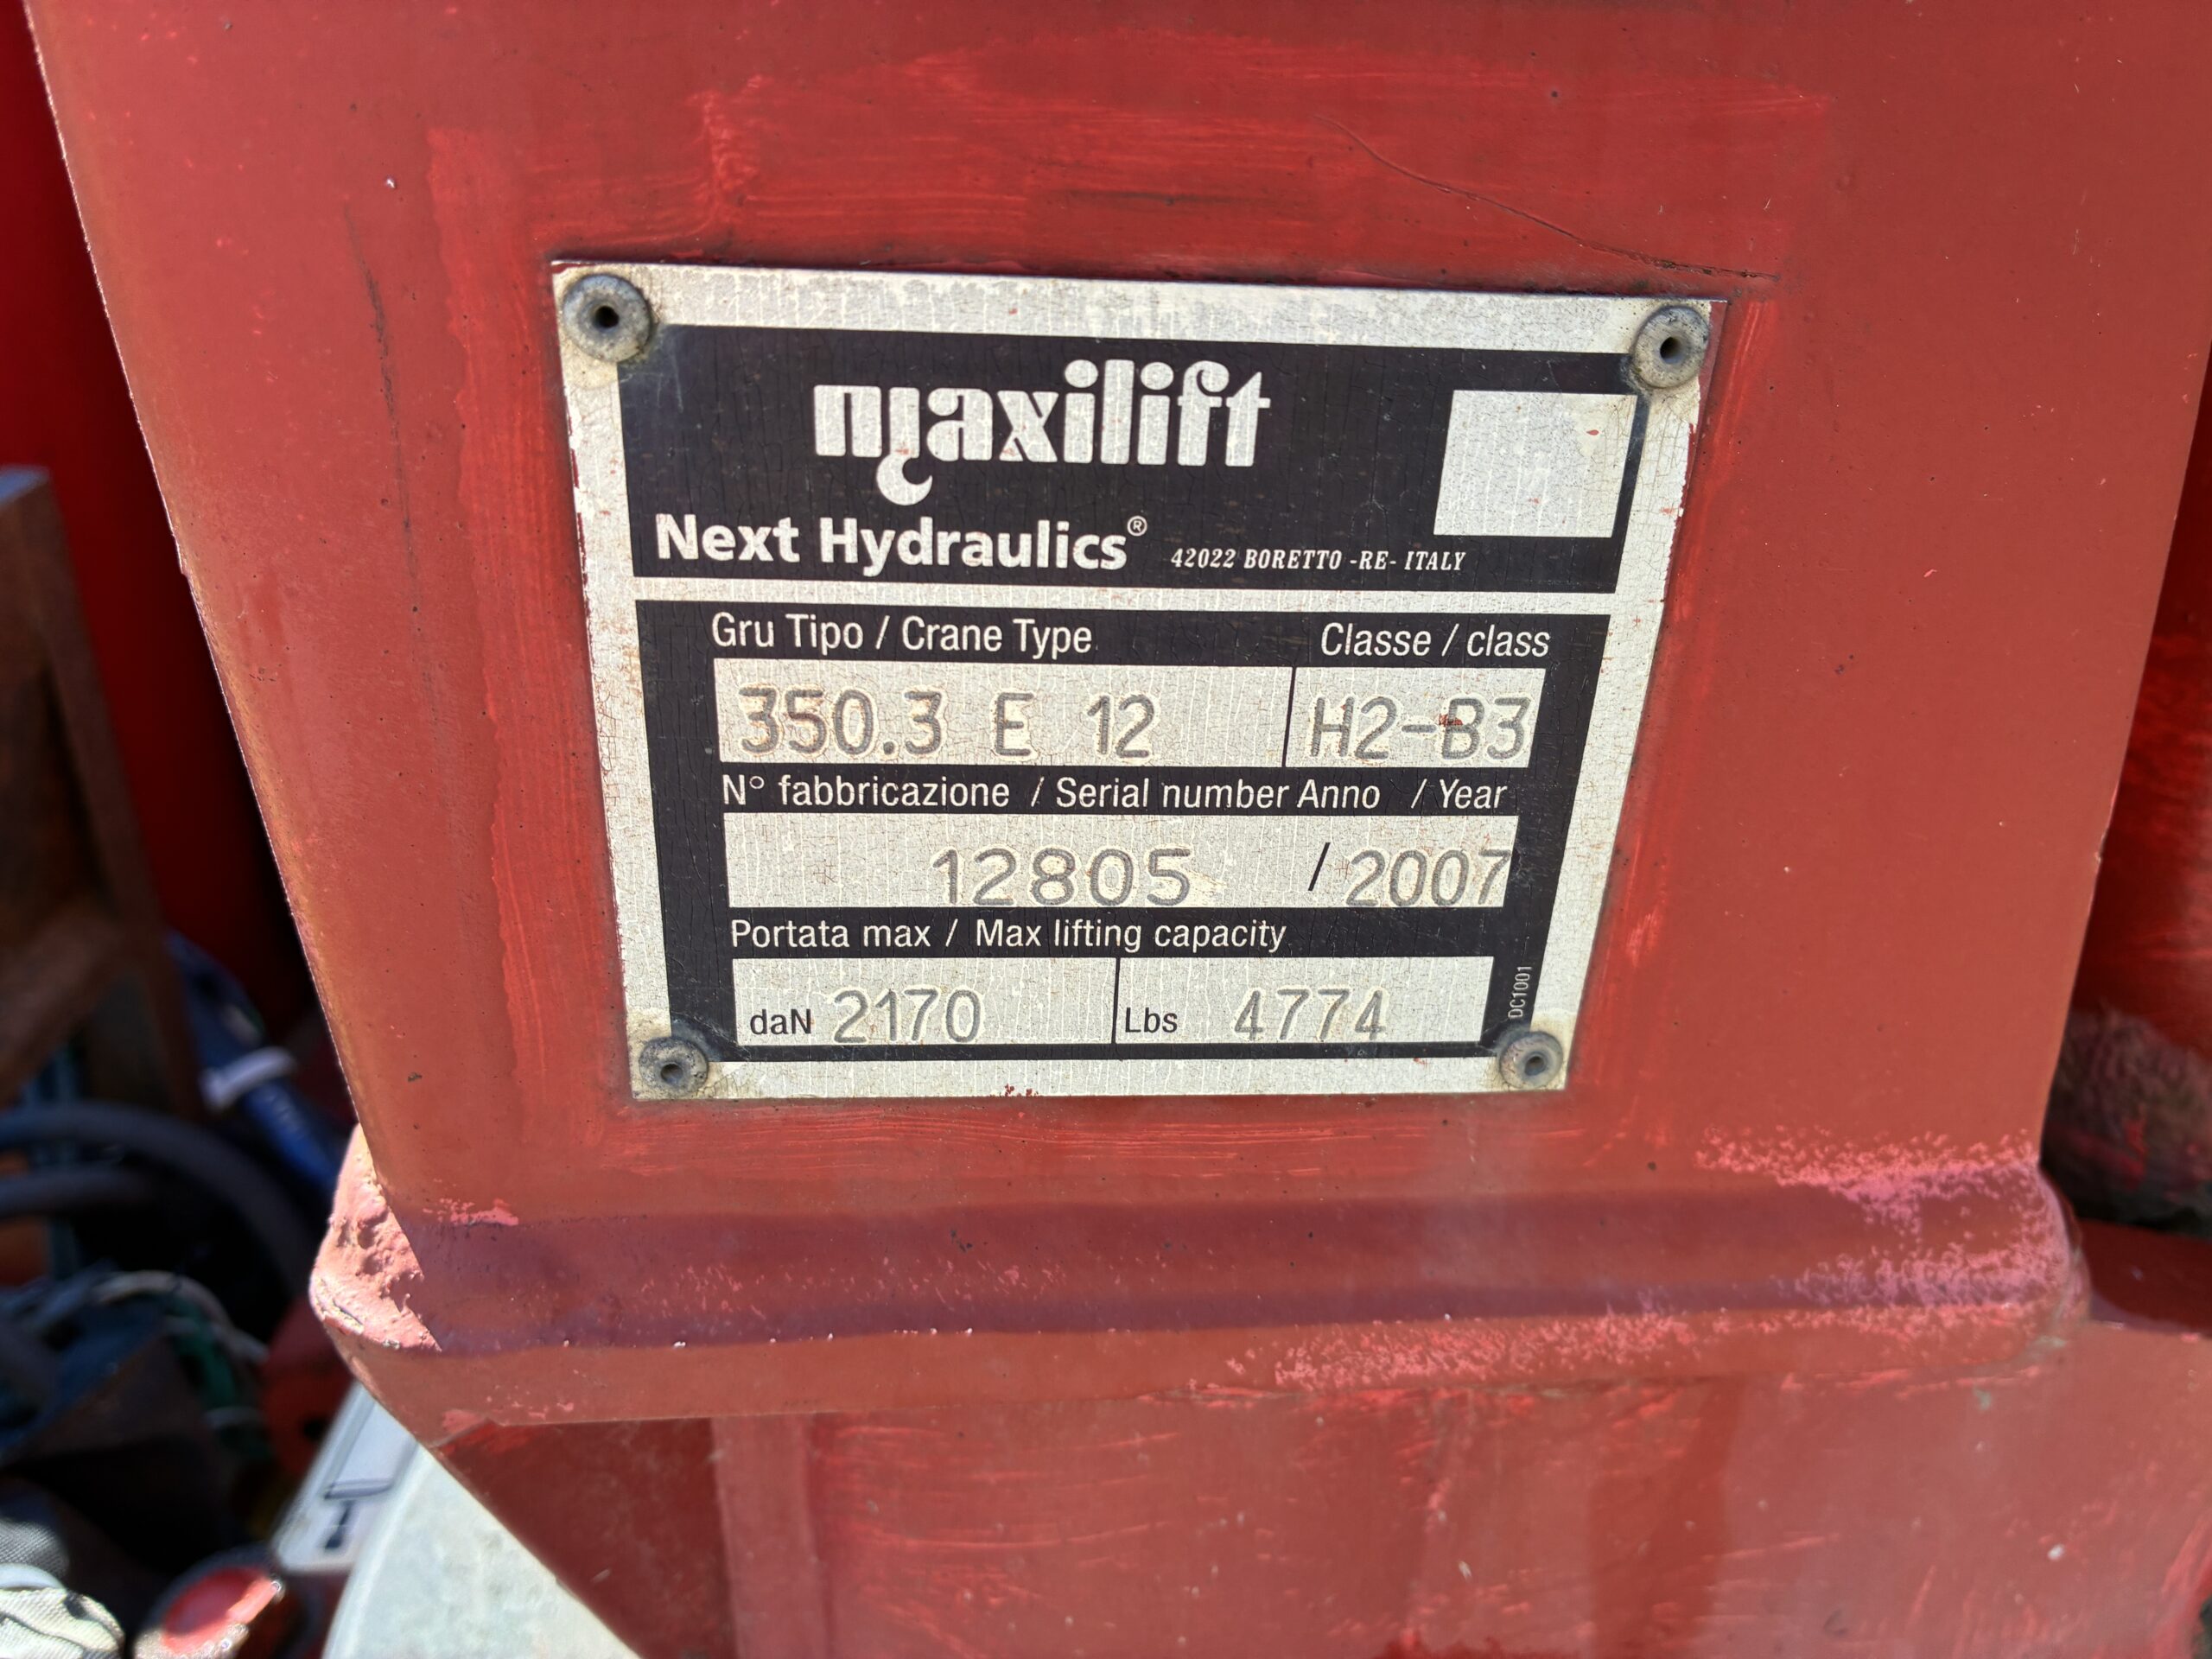 maxilift
Next Hydraulics® 42022 BORETTO -RE- ITALY
Gru Tipo / Crane Type Classe / class
350.3 E 12 H2-B3
N° fabbricazione / Serial number Anno / Year
12805 / 2007
Portata max / Max lifting capacity
daN 2170 Lbs 4774
DC1001